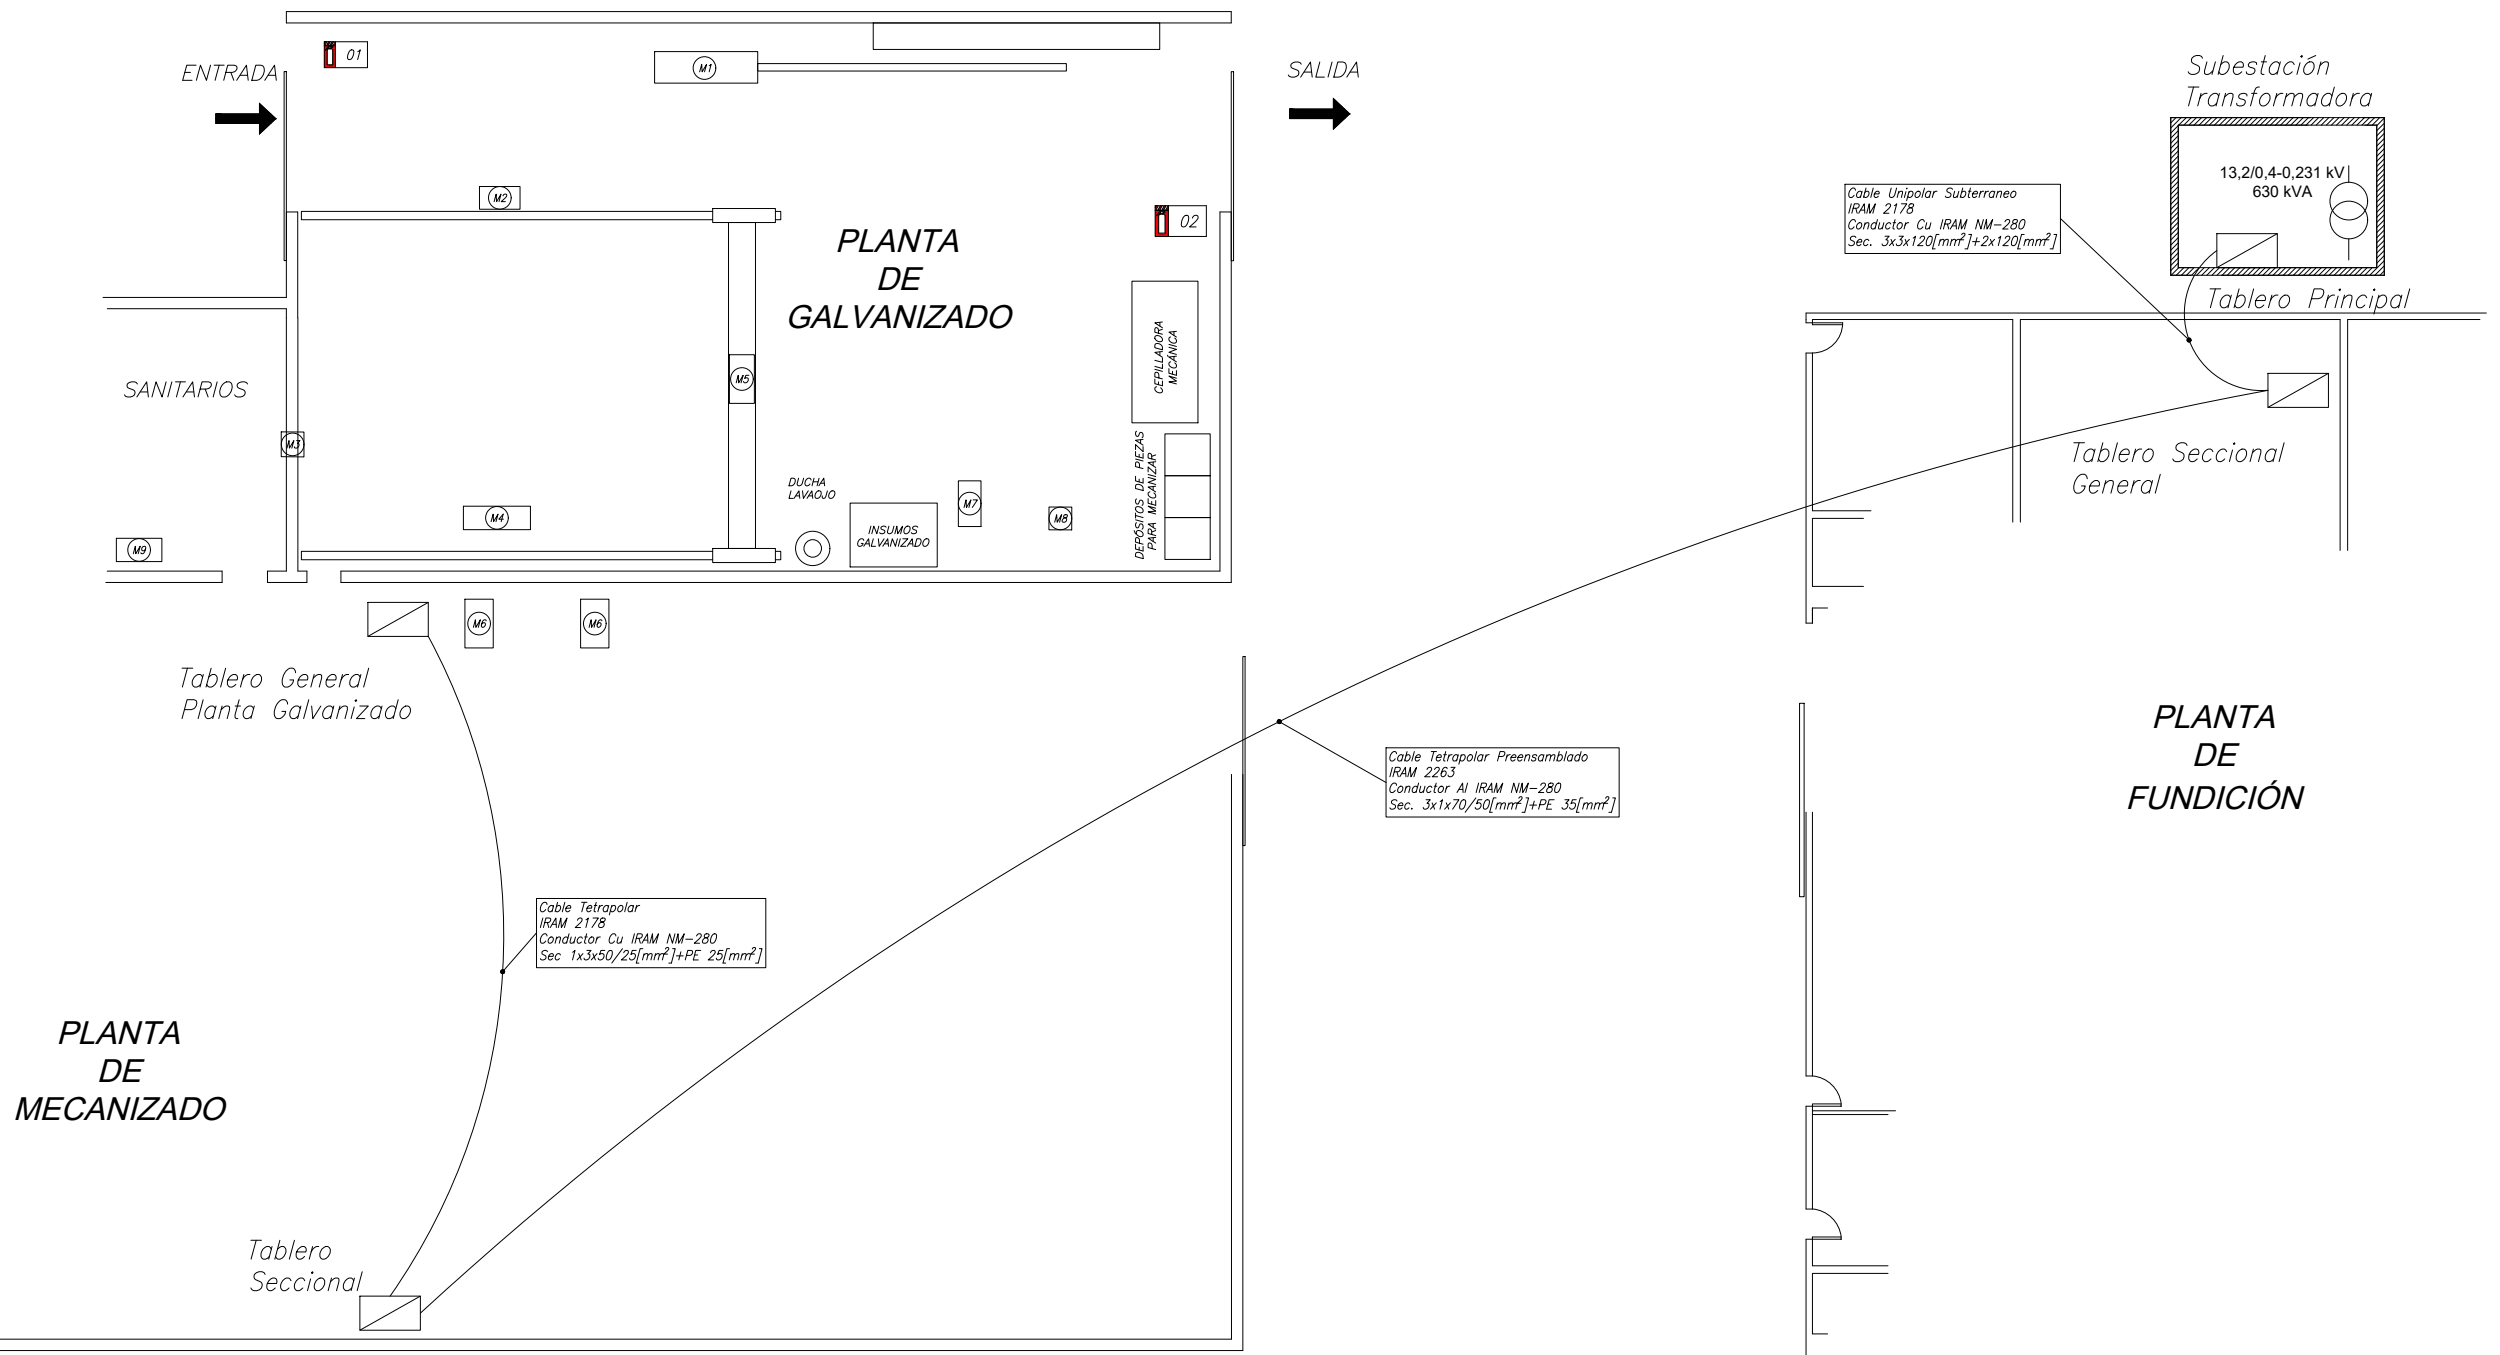 01
M1
ENTRADA
SALIDA
Subestación
Transformadora
13,2/0,4-0,231 kV
630 kVA
Cable Unipolar Subterraneo
IRAM 2178
Conductor Cu IRAM NM-280
Sec. 3x3x120[mm²]+2x120[mm²]
M2
02
PLANTA
DE
GALVANIZADO
Tablero Principal
CEPILLADORA
MECÁNICA
M5
SANITARIOS
M3
Tablero Seccional
General
DEPÓSITOS DE PIEZAS
PARA MECANIZAR
DUCHA
LAVAOJO
M4
INSUMOS
GALVANIZADO
M7
M8
M9
M6
M6
Tablero General
Planta Galvanizado
PLANTA
DE
FUNDICIÓN
Cable Tetrapolar Preensamblado
IRAM 2263
Conductor Al IRAM NM-280
Sec. 3x1x70/50[mm²]+PE 35[mm²]
Cable Tetrapolar
IRAM 2178
Conductor Cu IRAM NM-280
Sec 1x3x50/25[mm²]+PE 25[mm²]
PLANTA
DE
MECANIZADO
Tablero
Seccional